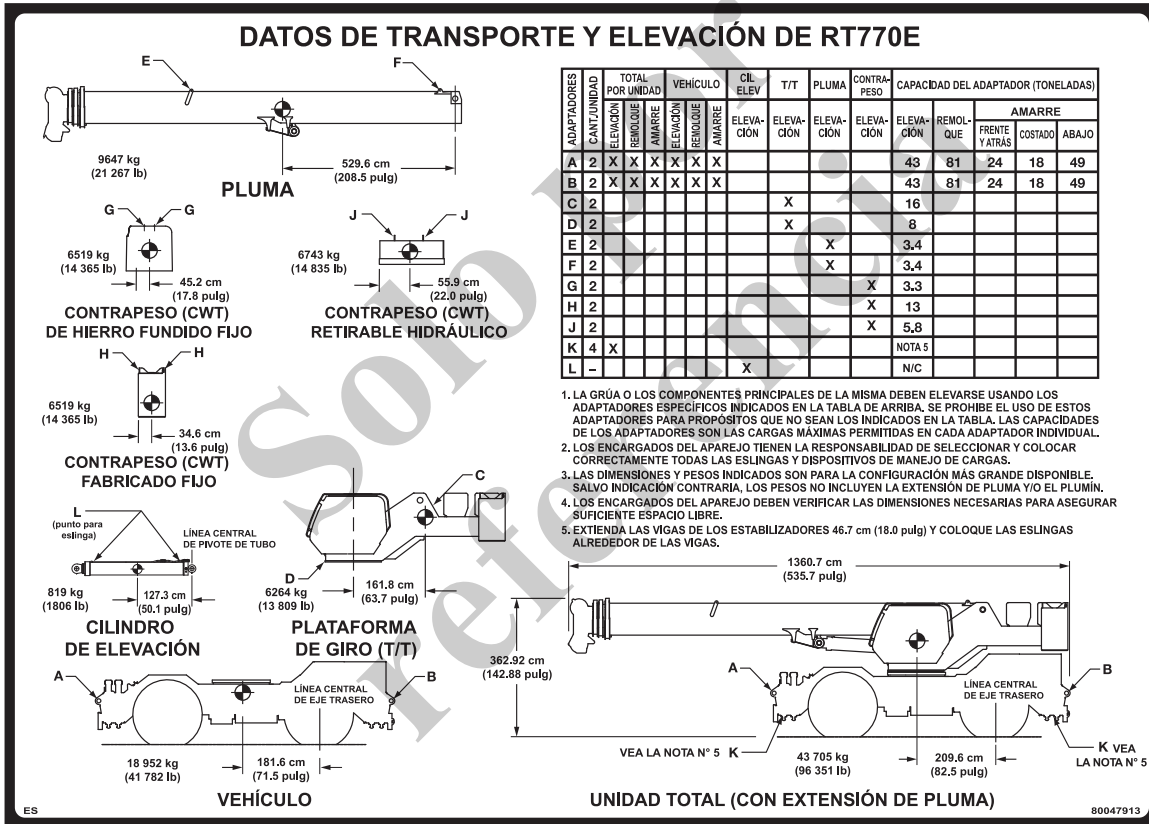 DATOS DE TRANSPORTE Y ELEVACIÓN DE RT770E
E
F
9647 kg
(21 267 lb)
529.6 cm
(208.5 pulg)
PLUMA
G G
6519 kg
(14 365 lb)
45.2 cm
(17.8 pulg)
CONTRAPESO (CWT)
DE HIERRO FUNDIDO FIJO
J J
6743 kg
(14 835 lb)
55.9 cm
(22.0 pulg)
CONTRAPESO (CWT)
RETIRABLE HIDRÁULICO
H H
6519 kg
(14 365 lb)
34.6 cm
(13.6 pulg)
CONTRAPESO (CWT)
FABRICADO FIJO
L
(punto para
eslinga)
LÍNEA CENTRAL
DE PIVOTE DE TUBO
819 kg
(1806 lb)
127.3 cm
(50.1 pulg)
CILINDRO
DE ELEVACIÓN
C
D
6264 kg
(13 809 lb)
161.8 cm
(63.7 pulg)
PLATAFORMA
DE GIRO (T/T)
A
B
LÍNEA CENTRAL
DE EJE TRASERO
18 952 kg
(41 782 lb)
181.6 cm
(71.5 pulg)
VEHÍCULO
ADAPTADORES
CANT./UNIDAD
TOTAL
POR UNIDAD
VEHÍCULO
CIL
ELEV
T/T
PLUMA
CONTRA-
PESO
CAPACIDAD DEL ADAPTADOR (TONELADAS)
ELEVACIÓN
REMOLQUE
AMARRE
ELEVACIÓN
REMOLQUE
AMARRE
ELEVA-
CIÓN
ELEVA-
CIÓN
ELEVA-
CIÓN
ELEVA-
CIÓN
ELEVA-
CIÓN
REMOL-
QUE
AMARRE
FRENTE
Y ATRÁS
COSTADO
ABAJO
A 2 X X X X X X 43 81 24 18 49
B 2 X X X X X X 43 81 24 18 49
C 2 X 16
D 2 X 8
E 2 X 3.4
F 2 X 3.4
G 2 X 3.3
H 2 X 13
J 2 X 5.8
K 4 X NOTA 5
L – X N/C
1. LA GRÚA O LOS COMPONENTES PRINCIPALES DE LA MISMA DEBEN ELEVARSE USANDO LOS
ADAPTADORES ESPECÍFICOS INDICADOS EN LA TABLA DE ARRIBA. SE PROHIBE EL USO DE ESTOS
ADAPTADORES PARA PROPÓSITOS QUE NO SEAN LOS INDICADOS EN LA TABLA. LAS CAPACIDADES
DE LOS ADAPTADORES SON LAS CARGAS MÁXIMAS PERMITIDAS EN CADA ADAPTADOR INDIVIDUAL.
2. LOS ENCARGADOS DEL APAREJO TIENEN LA RESPONSABILIDAD DE SELECCIONAR Y COLOCAR
CORRECTAMENTE TODAS LAS ESLINGAS Y DISPOSITIVOS DE MANEJO DE CARGAS.
3. LAS DIMENSIONES Y PESOS INDICADOS SON PARA LA CONFIGURACIÓN MÁS GRANDE DISPONIBLE.
SALVO INDICACIÓN CONTRARIA, LOS PESOS NO INCLUYEN LA EXTENSIÓN DE PLUMA Y/O EL PLUMÍN.
4. LOS ENCARGADOS DEL APAREJO DEBEN VERIFICAR LAS DIMENSIONES NECESARIAS PARA ASEGURAR
SUFICIENTE ESPACIO LIBRE.
5. EXTIENDA LAS VIGAS DE LOS ESTABILIZADORES 46.7 cm (18.0 pulg) Y COLOQUE LAS ESLINGAS
ALREDEDOR DE LAS VIGAS.
1360.7 cm
(535.7 pulg)
362.92 cm
(142.88 pulg)
A
B
LÍNEA CENTRAL
DE EJE TRASERO
VEA LA NOTA N° 5 K
43 705 kg
(96 351 lb)
209.6 cm
(82.5 pulg)
K VEA
LA NOTA N° 5
UNIDAD TOTAL (CON EXTENSIÓN DE PLUMA)
ES
80047913
Solo por
referencia